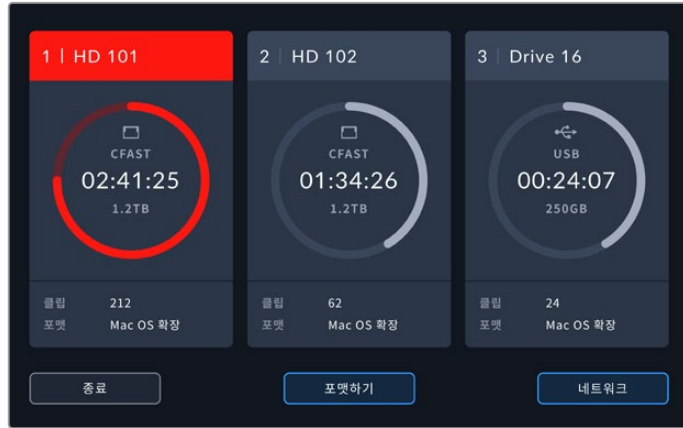 1 | HD 101
CFAST
02:41:25
1.2TB
클립 212
포맷 Mac OS 확장
2 | HD 102
CFAST
01:34:26
1.2TB
클립 62
포맷 Mac OS 확장
3 | Drive 16
USB
00:24:07
250GB
클립 24
포맷 Mac OS 확장
종료
포맷하기
네트워크